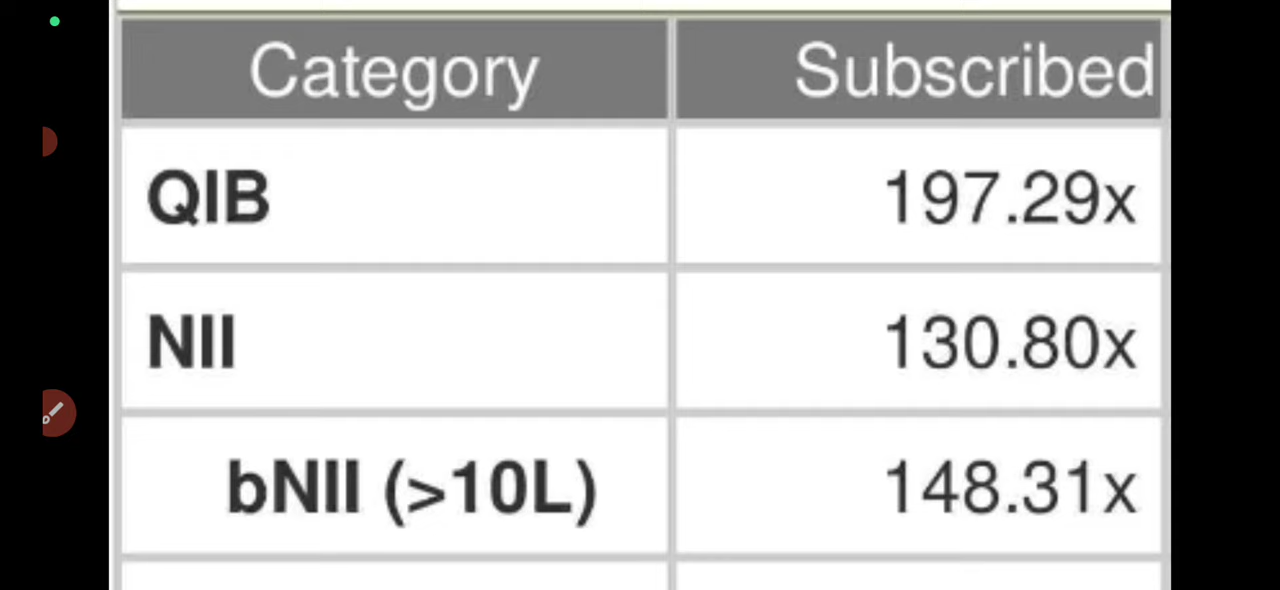 Category Subscribed
QIB 197.29x
NII 130.80x
bNII (>10L) 148.31x